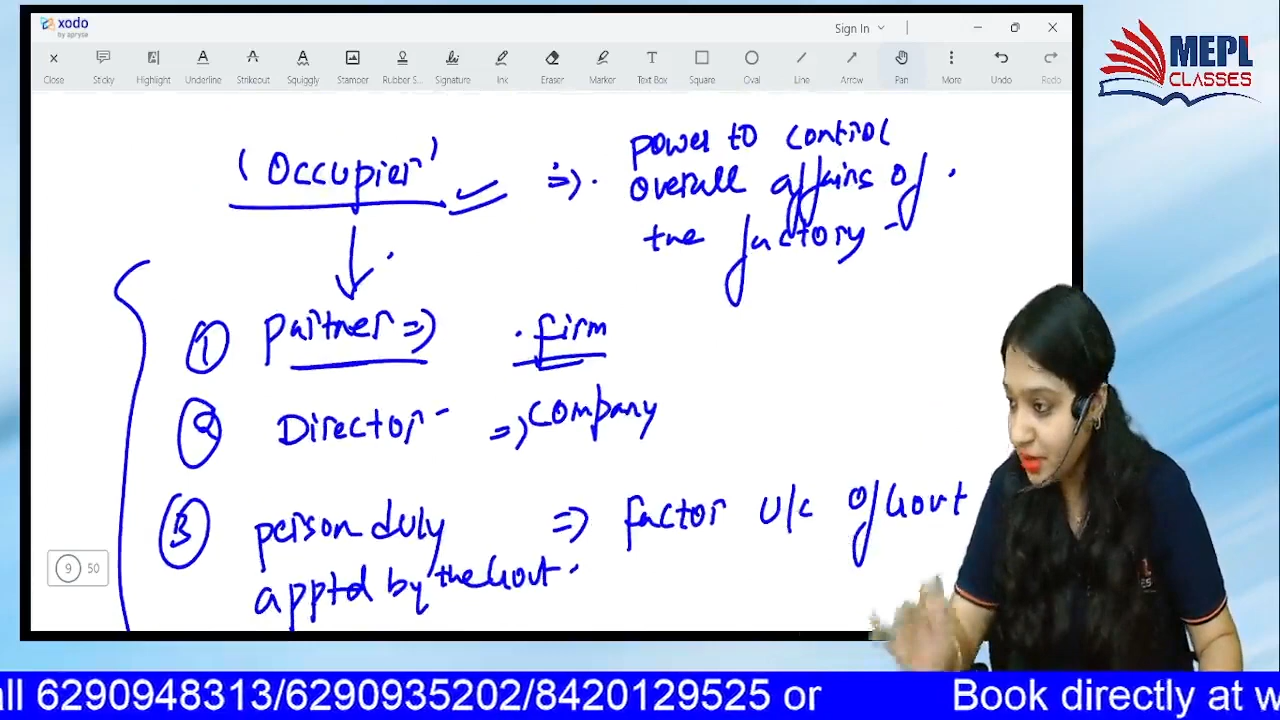 xodo
by apryse
Sign In
Close Sticky Highlight Underline Strikeout Squiggly Stamper Rubber S... Signature Ink Eraser Marker Text Box Square Oval Line Arrow Pan More Undo Redo
MEPL
CLASSES
(Occupier) => power to control
overall affairs of
the factory -
① Partner => firm
② Director - => company
③ person duly => factor u/c of Govt
apptd by the Govt.
9 50
all 6290948313/6290935202/8420129525 or Book directly at w